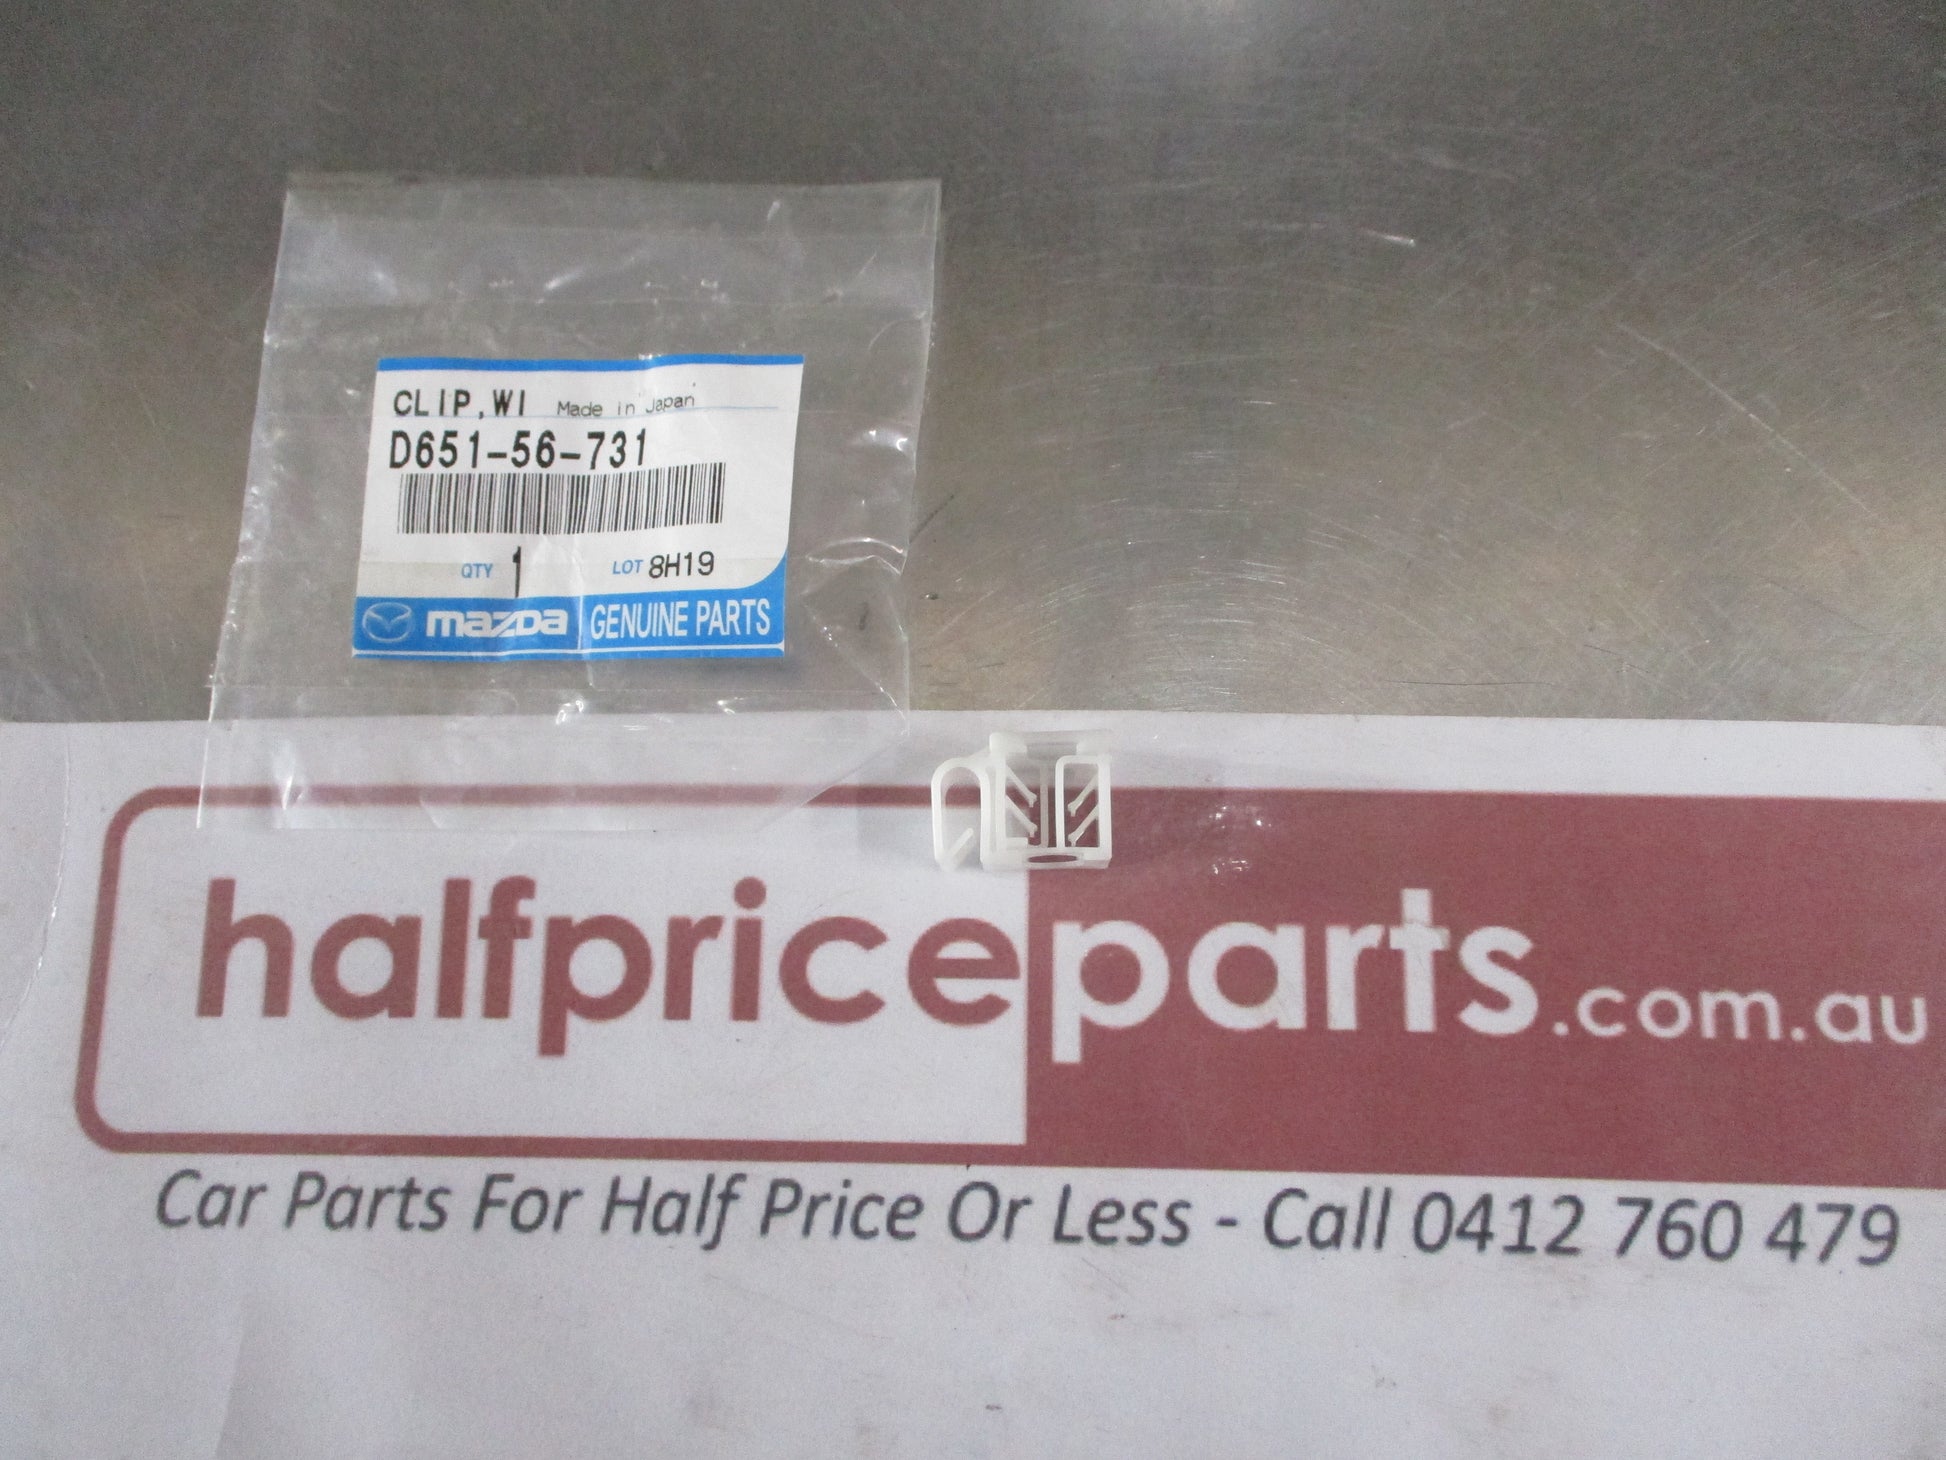 CLIP,WI Made in Japan
D651-56-731
QTY 1 LOT 8H19
mazda GENUINE PARTS
halfpriceparts.com.au
Car Parts For Half Price Or Less - Call 0412 760 479